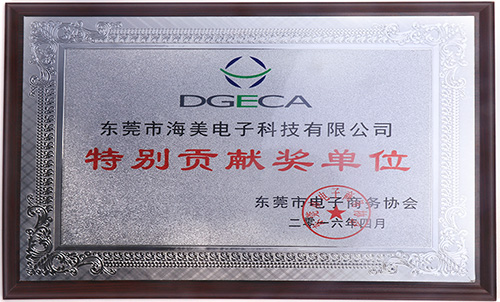 DGECA
东莞市海美电子科技有限公司
特别贡献奖单位
东莞市电子商务协会
二零一六年四月